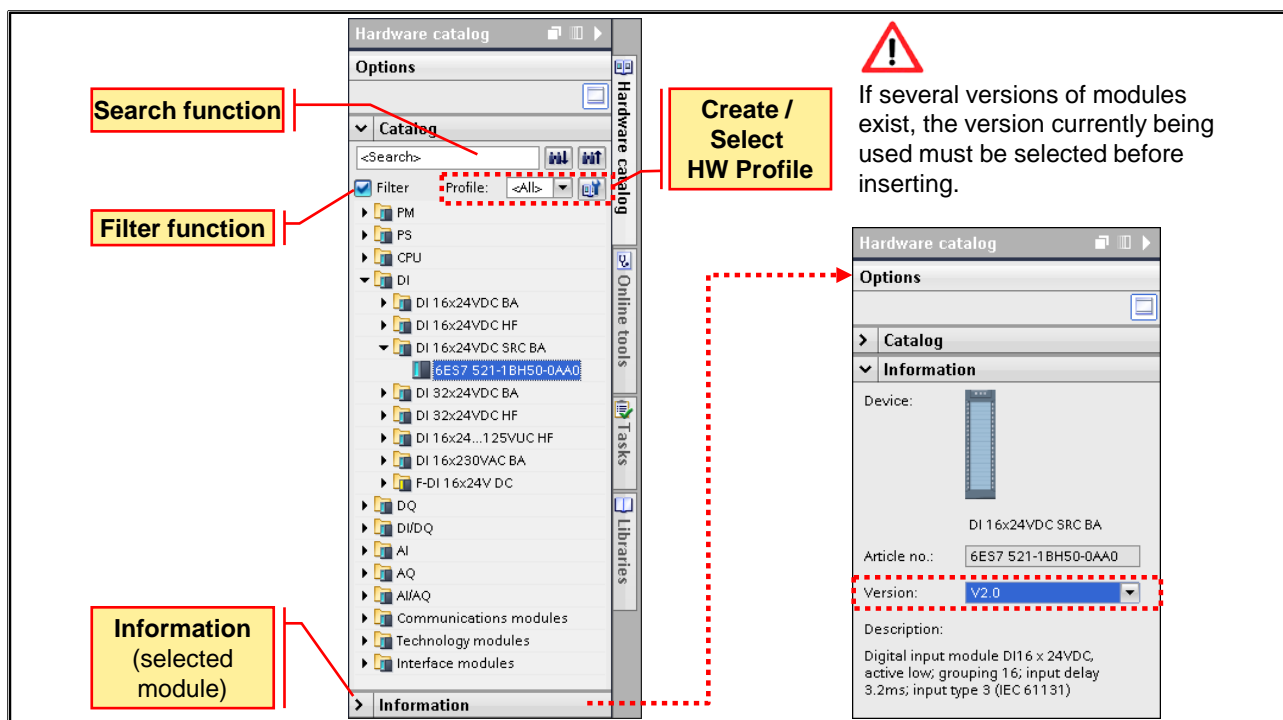 Hardware catalog
Options
Catalog
<Search>
Filter
Profile:
<All>
PM
PS
CPU
DI
DI 16x24VDC BA
DI 16x24VDC HF
DI 16x24VDC SRC BA
6ES7 521-1BH50-0AA0
DI 32x24VDC BA
DI 32x24VDC HF
DI 16x24...125VUC HF
DI 16x230VAC BA
F-DI 16x24V DC
DQ
DI/DQ
AI
AQ
AI/AQ
Communications modules
Technology modules
Interface modules
Information
Hardware catalog
Online tools
Tasks
Libraries
Search function
Filter function
Information
(selected
module)
Create /
Select
HW Profile
!
If several versions of modules
exist, the version currently being
used must be selected before
inserting.
Hardware catalog
Options
Catalog
Information
Device:
DI 16x24VDC SRC BA
Article no.:
6ES7 521-1BH50-0AA0
Version:
V2.0
Description:
Digital input module DI16 x 24VDC,
active low; grouping 16; input delay
3.2ms; input type 3 (IEC 61131)